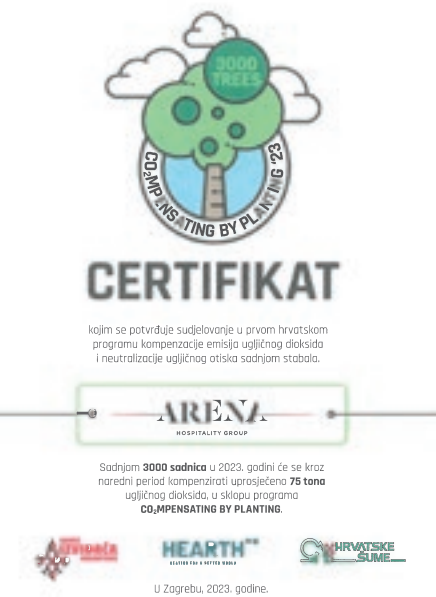 3000
TREES
CO₂MPENSATING BY PLANTING '23
CERTIFIKAT
kojim se potvrđuje sudjelovanje u prvom hrvatskom
programu kompenzacije emisija ugljičnog dioksida
i neutralizacije ugljičnog otiska sadnjom stabala.
ARENA
HOSPITALITY GROUP
Sadnjom 3000 sadnica u 2023. godini će se kroz
naredni period kompenzirati uprosječeno 75 tona
ugljičnog dioksida, u sklopu programa
CO₂MPENSATING BY PLANTING.
IZVIĐAČA
HEARTH
HRVATSKE
ŠUME
U Zagrebu, 2023. godine.